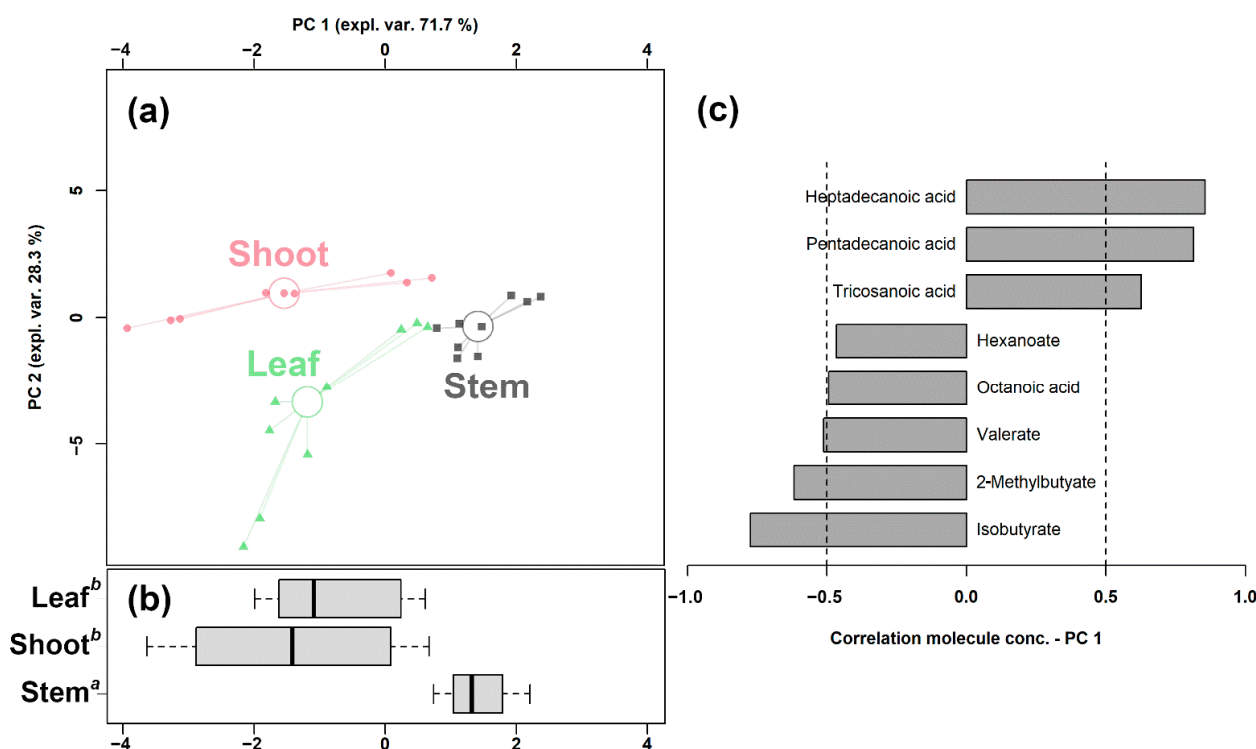 PC 1 (expl. var. 71.7 %)
−4 −2 0 2 4
(a)
(c)
PC 2 (expl. var. 28.3 %)
5
0
−5
Shoot
Leaf
Stem
Heptadecanoic acid
Pentadecanoic acid
Tricosanoic acid
Hexanoate
Octanoic acid
Valerate
2-Methylbutyate
Isobutyrate
−1.0 −0.5 0.0 0.5 1.0
Correlation molecule conc. - PC 1
(b)
Leaf b
Shoot b
Stem a
−4 −2 0 2 4